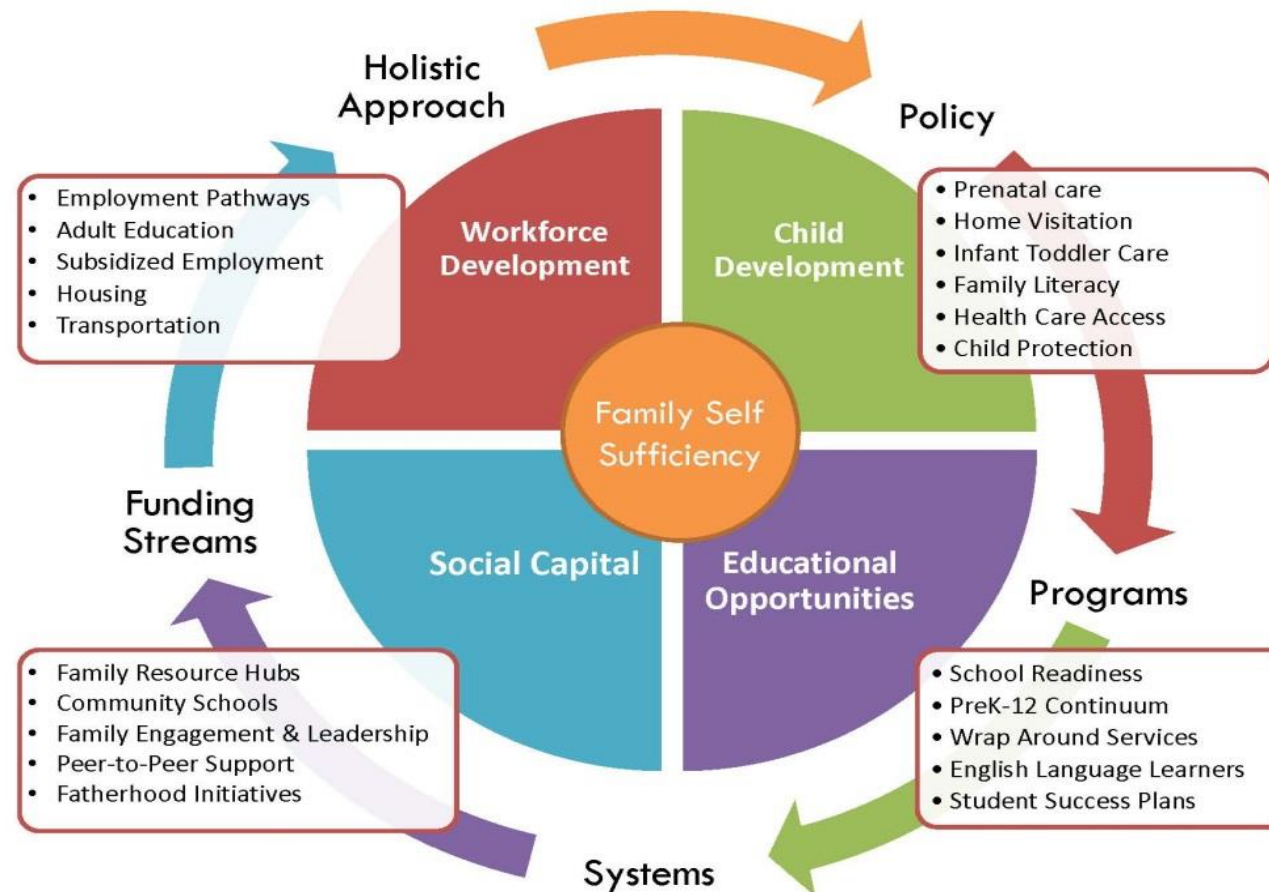 Holistic
Approach
Policy
• Employment Pathways
• Adult Education
• Subsidized Employment
• Housing
• Transportation
Workforce
Development
Child
Development
• Prenatal care
• Home Visitation
• Infant Toddler Care
• Family Literacy
• Health Care Access
• Child Protection
Family Self
Sufficiency
Funding
Streams
Social Capital
Educational
Opportunities
Programs
• Family Resource Hubs
• Community Schools
• Family Engagement & Leadership
• Peer-to-Peer Support
• Fatherhood Initiatives
• School Readiness
• PreK-12 Continuum
• Wrap Around Services
• English Language Learners
• Student Success Plans
Systems